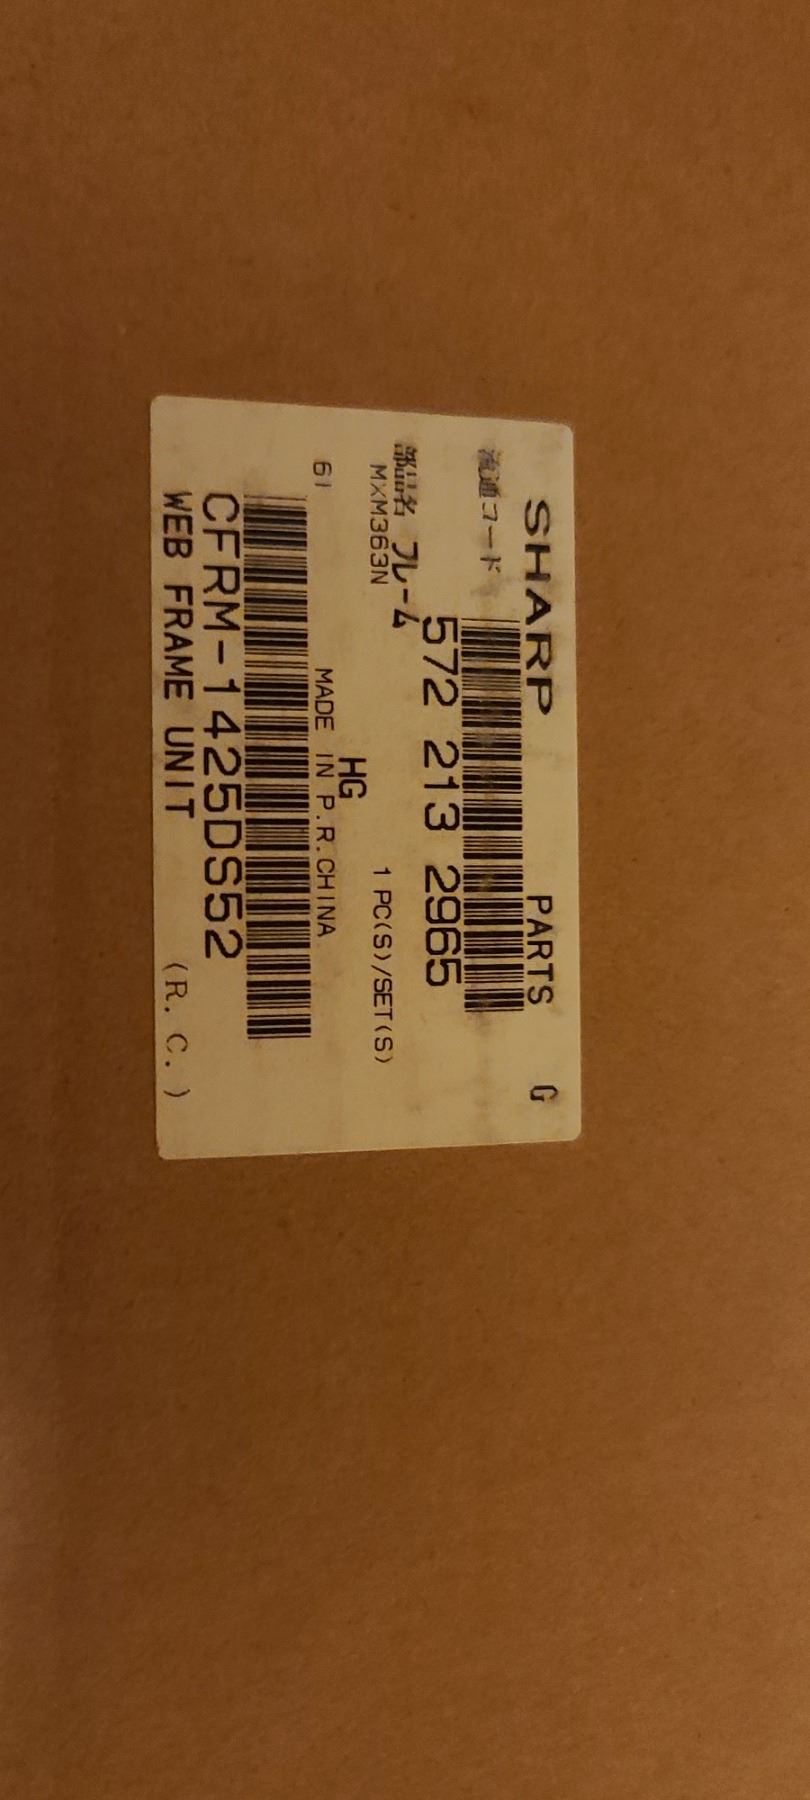 SHARP PARTS G
流通コード
572 213 2965
部品名 フレーム
MXM363N 1 PC(S)/SET(S)
HG
61 MADE IN P.R.CHINA
CFRM-1425DS52
WEB FRAME UNIT (R.C.)